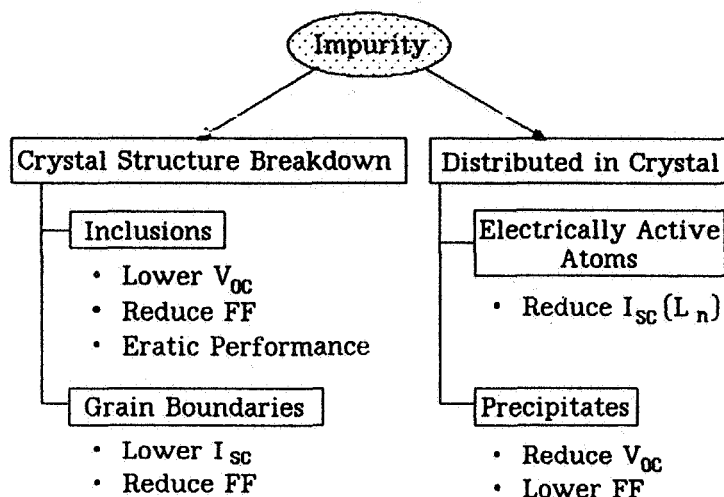 Impurity
Crystal Structure Breakdown
Inclusions
• Lower V_OC
• Reduce FF
• Eratic Performance
Grain Boundaries
• Lower I_SC
• Reduce FF
Distributed in Crystal
Electrically Active
Atoms
• Reduce I_SC (L_n)
Precipitates
• Reduce V_OC
• Lower FF